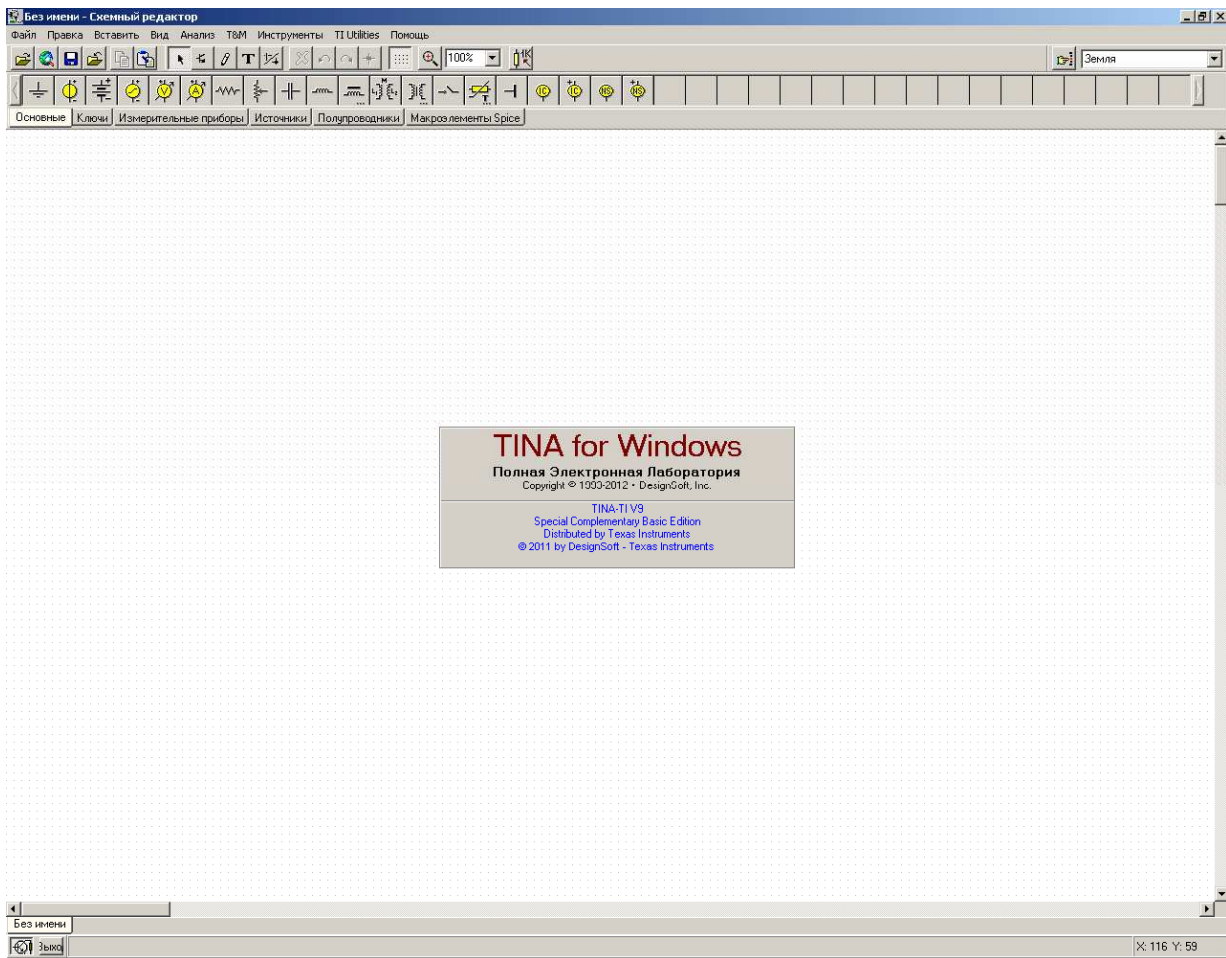 Без имени - Схемный редактор
Файл Правка Вставить Вид Анализ T&M Инструменты TI Utilities Помощь
100% Земля
Основные Ключи Измерительные приборы Источники Полупроводники Макроэлементы Spice
TINA for Windows
Полная Электронная Лаборатория
Copyright © 1993-2012 • DesignSoft, Inc.
TINA-TI V9
Special Complementary Basic Edition
Distributed by Texas Instruments
© 2011 by DesignSoft - Texas Instruments
Без имени
X: 116 Y: 59